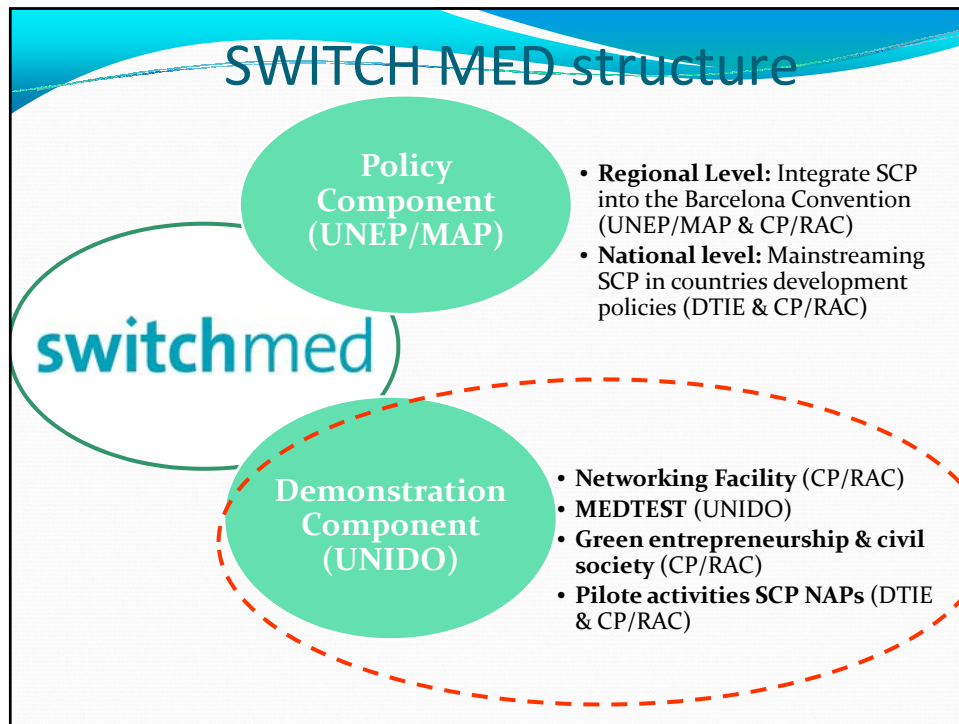 SWITCH MED structure
Policy
Component
(UNEP/MAP)
• Regional Level: Integrate SCP
into the Barcelona Convention
(UNEP/MAP & CP/RAC)
• National level: Mainstreaming
SCP in countries development
policies (DTIE & CP/RAC)
switchmed
Demonstration
Component
(UNIDO)
• Networking Facility (CP/RAC)
• MEDTEST (UNIDO)
• Green entrepreneurship & civil
society (CP/RAC)
• Pilote activities SCP NAPs (DTIE
& CP/RAC)